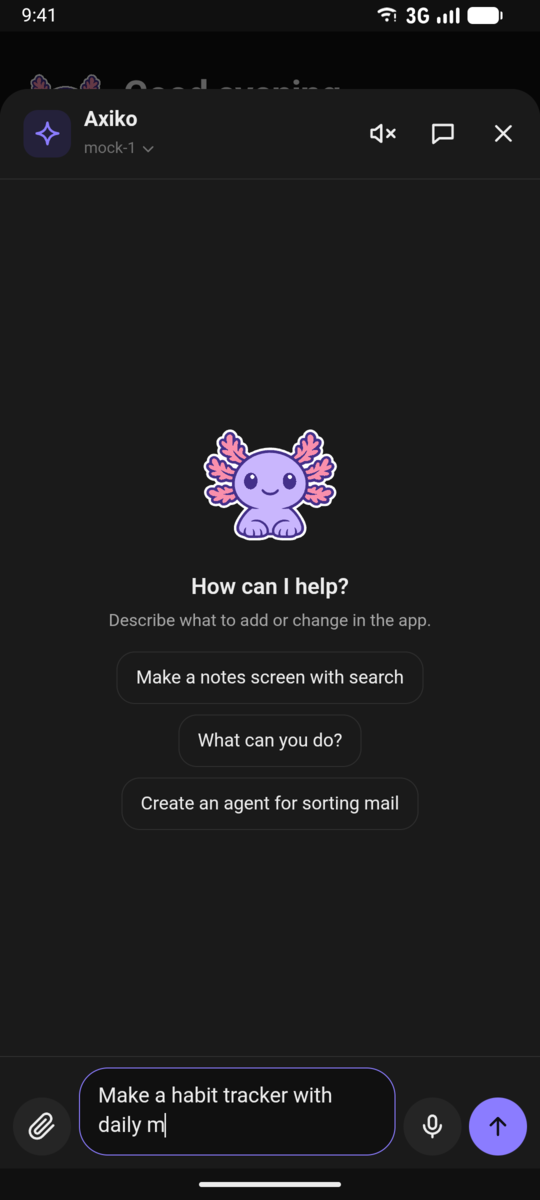 9:41
3G
Good evening
Axiko
mock-1
How can I help?
Describe what to add or change in the app.
Make a notes screen with search
What can you do?
Create an agent for sorting mail
Make a habit tracker with
daily m